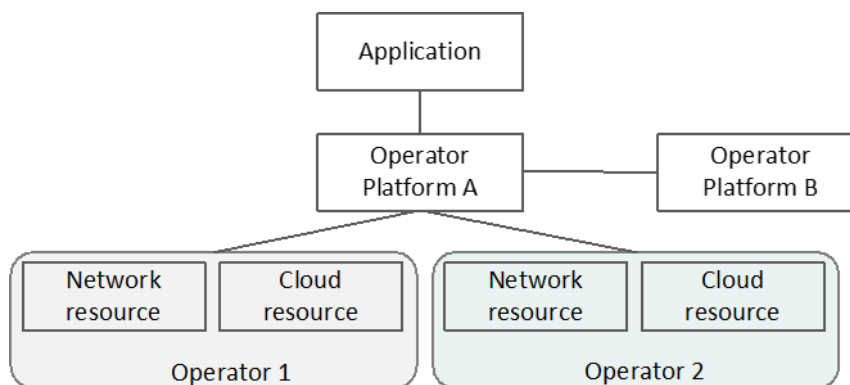 Application
Operator
Platform A
Operator
Platform B
Network
resource
Cloud
resource
Operator 1
Network
resource
Cloud
resource
Operator 2